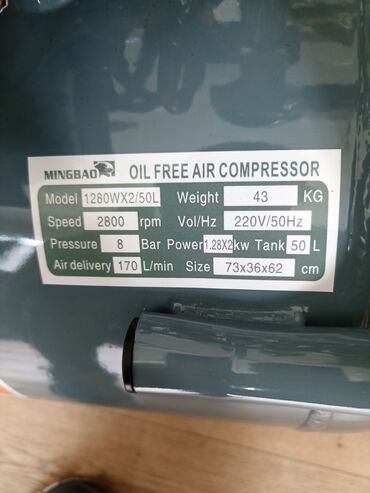 MINGBAO OIL FREE AIR COMPRESSOR
Model 1280WX2/50L Weight 43 KG
Speed 2800 rpm Vol/Hz 220V/50Hz
Pressure 8 Bar Power 1.28X2 kw Tank 50 L
Air delivery 170 L/min Size 73x36x62 cm